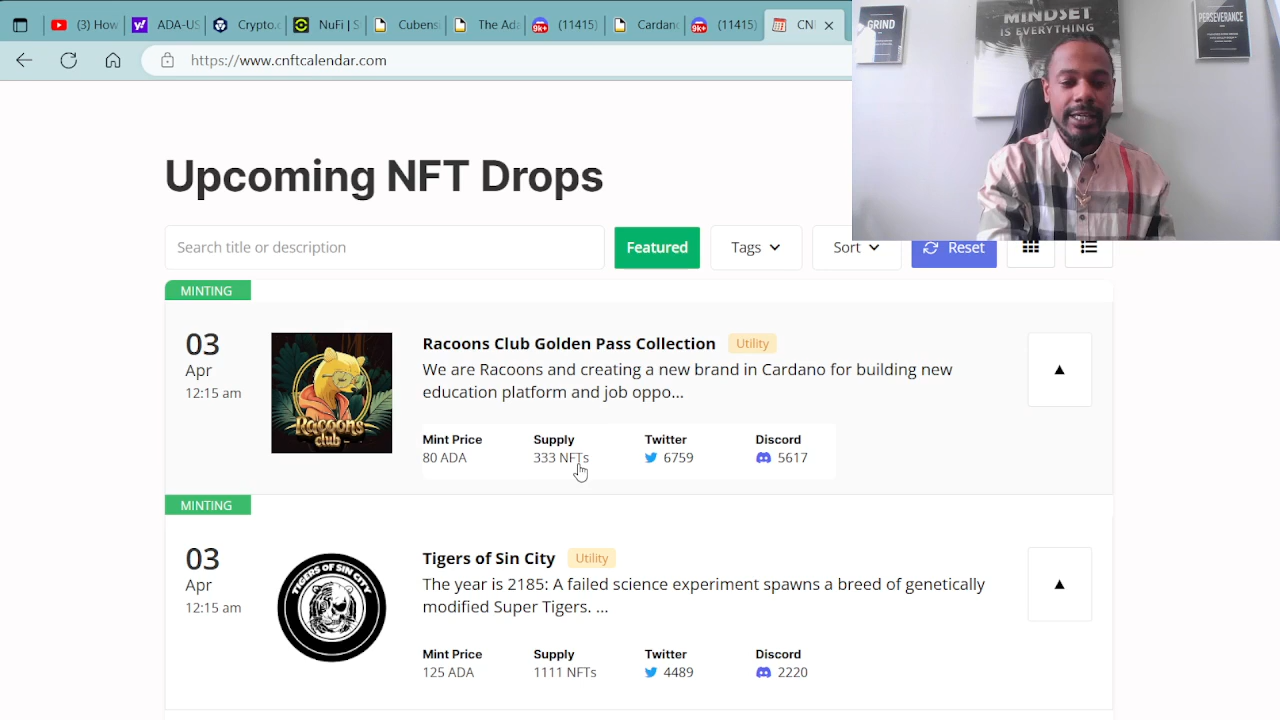 (3) How
ADA-US
Crypto.c
NuFi | S
Cubens
The Ad
(11415)
Cardan
(11415)
CN
https://www.cnftcalendar.com
GRIND
MINDSET
IS EVERYTHING
PERSEVERANCE
Upcoming NFT Drops
Search title or description
Featured
Tags
Sort
Reset
MINTING
03
Apr
12:15 am
Racoons club
Racoons Club Golden Pass Collection Utility
We are Racoons and creating a new brand in Cardano for building new
education platform and job oppo...
Mint Price Supply Twitter Discord
80 ADA 333 NFTs 6759 5617
MINTING
03
Apr
12:15 am
TIGERS OF SIN CITY
Tigers of Sin City Utility
The year is 2185: A failed science experiment spawns a breed of genetically
modified Super Tigers. ...
Mint Price Supply Twitter Discord
125 ADA 1111 NFTs 4489 2220